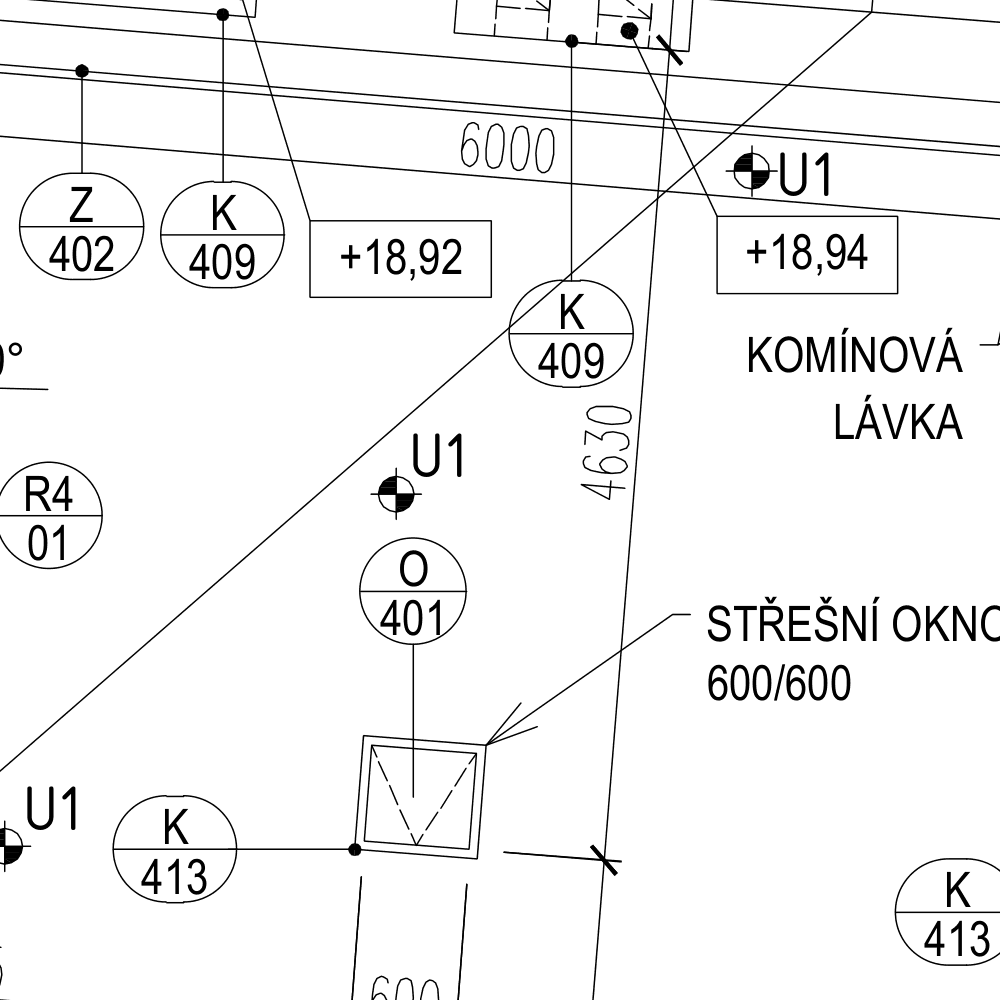 6000
U1
Z
402
K
409
+18,92
+18,94
K
409
KOMÍNOVÁ
LÁVKA
4630
U1
R4
01
O
401
STŘEŠNÍ OKNO
600/600
U1
K
413
K
413
600